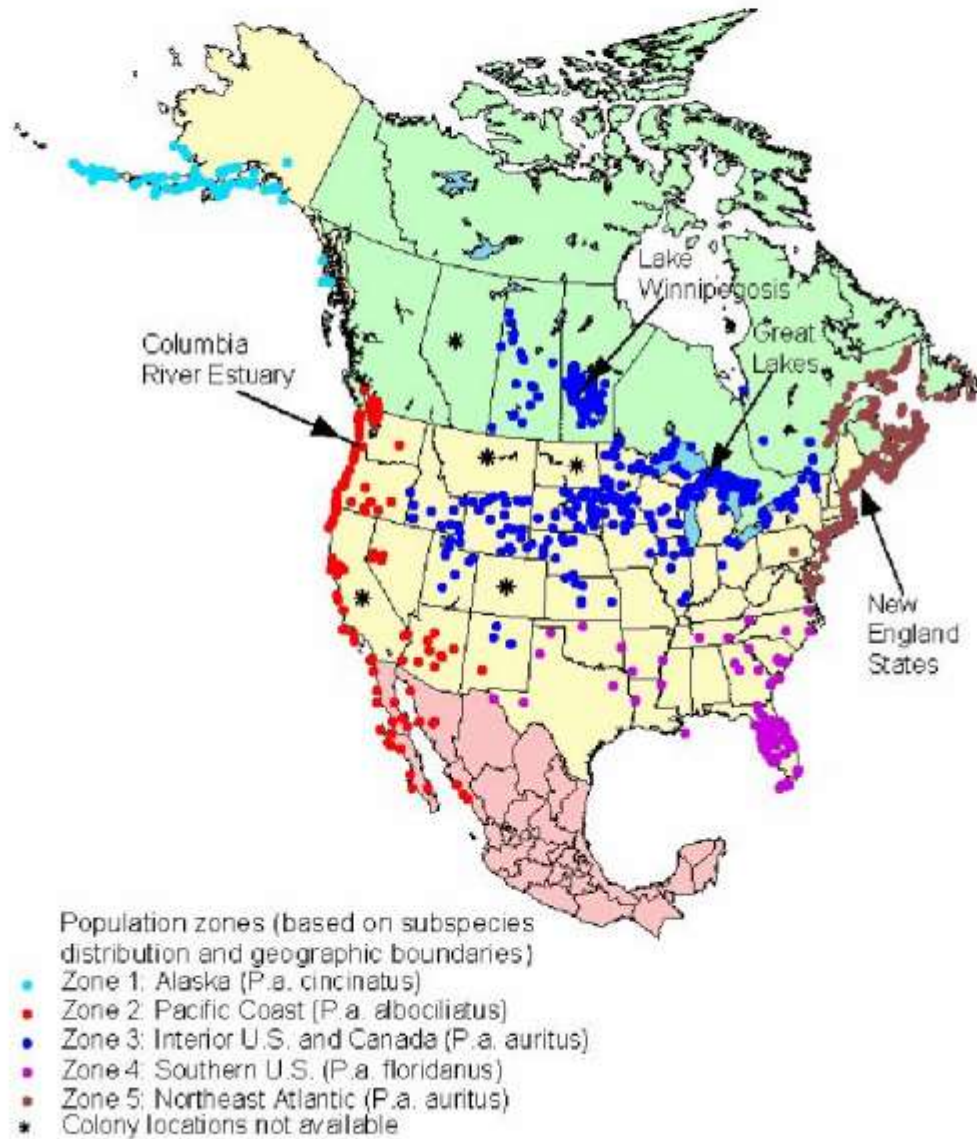 Lake
Winnipegosis
Great
Lakes
Columbia
River Estuary
New
England
States
Population zones (based on subspecies
distribution and geographic boundaries)
Zone 1: Alaska (P.a. cincinatus)
Zone 2: Pacific Coast (P.a. albociliatus)
Zone 3: Interior U.S. and Canada (P.a. auritus)
Zone 4: Southern U.S. (P.a. floridanus)
Zone 5: Northeast Atlantic (P.a. auritus)
* Colony locations not available